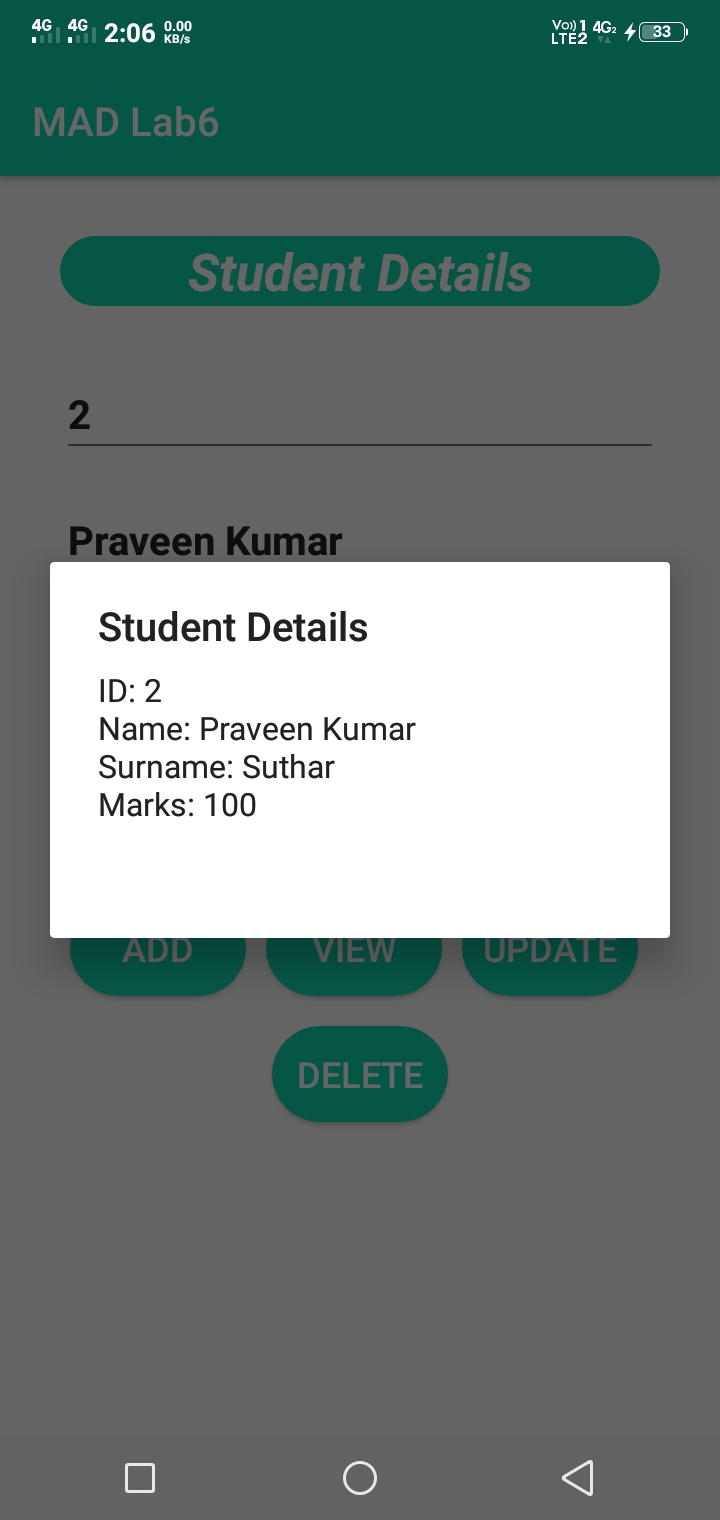 4G 4G 2:06 0.00 KB/s Vo)) 1 LTE2 4G2 33
MAD Lab6
Student Details
2
Praveen Kumar
Student Details
ID: 2
Name: Praveen Kumar
Surname: Suthar
Marks: 100
ADD VIEW UPDATE
DELETE